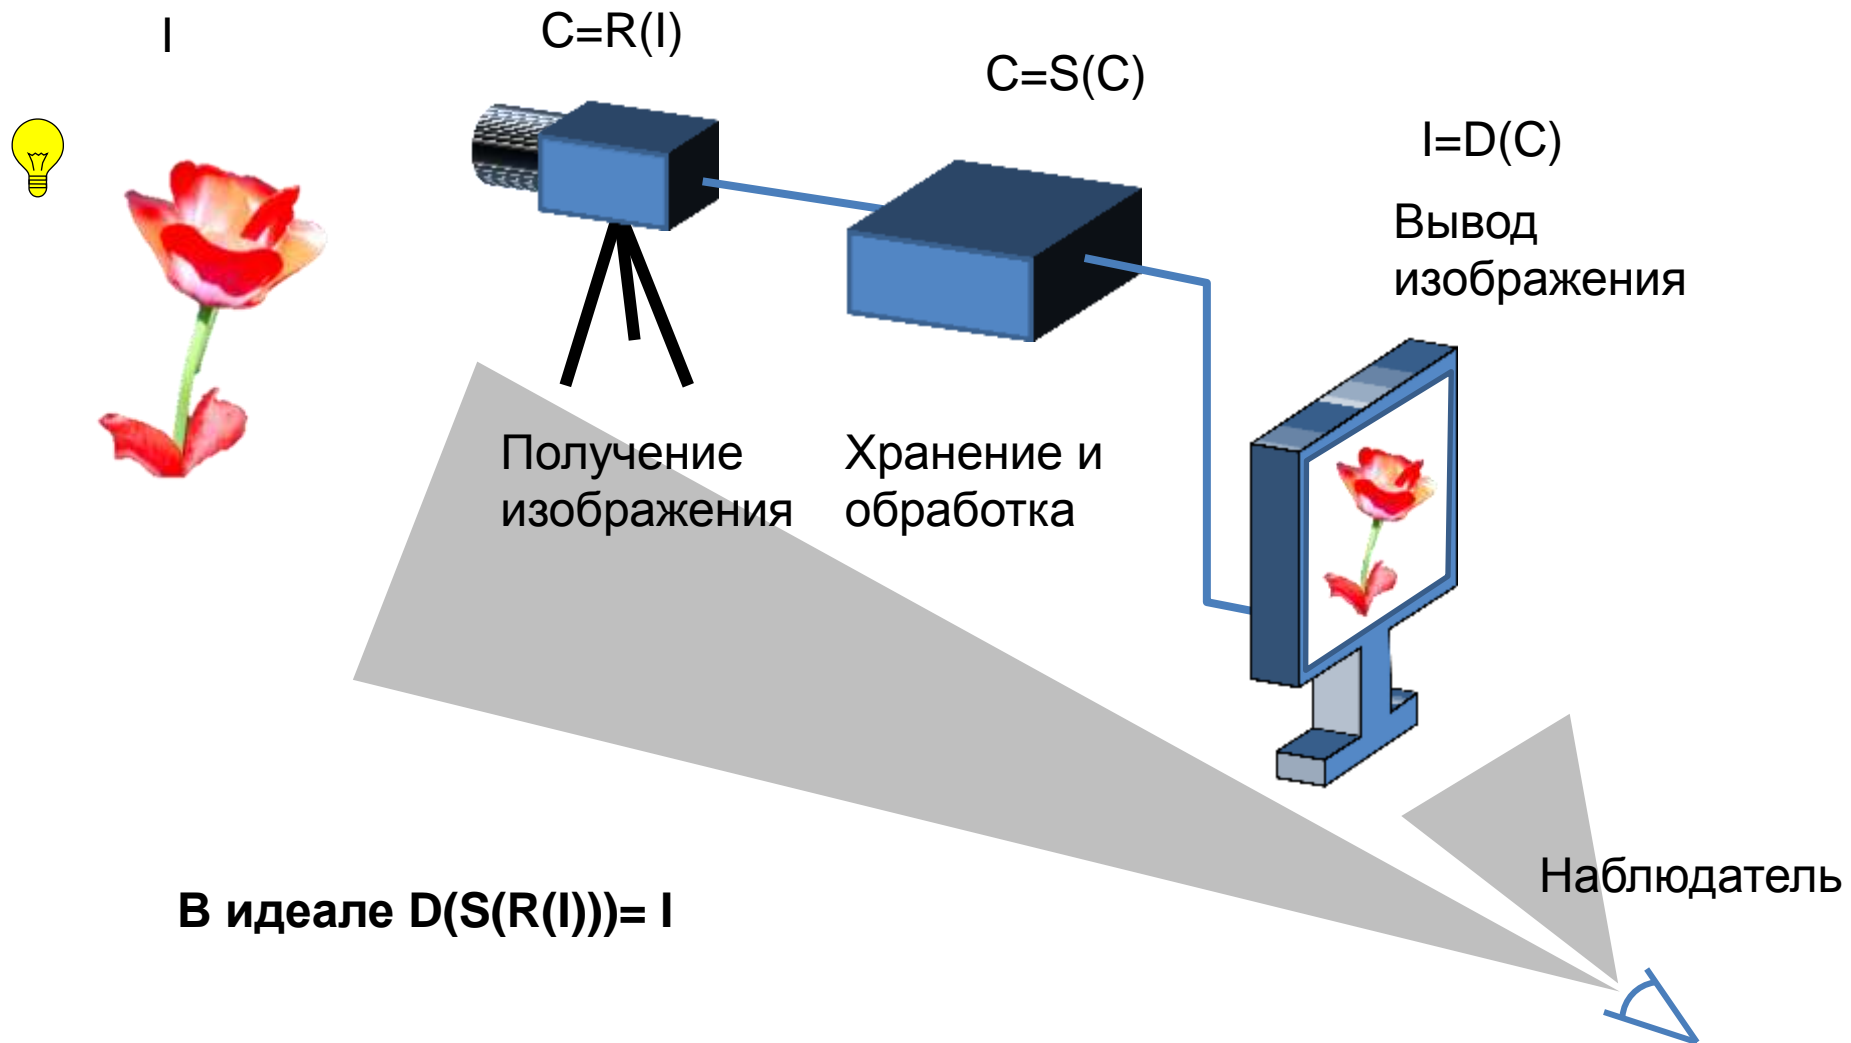 I
C=R(I)
C=S(C)
I=D(C)
Вывод
изображения
Получение
изображения
Хранение и
обработка
Наблюдатель
В идеале D(S(R(I)))= I